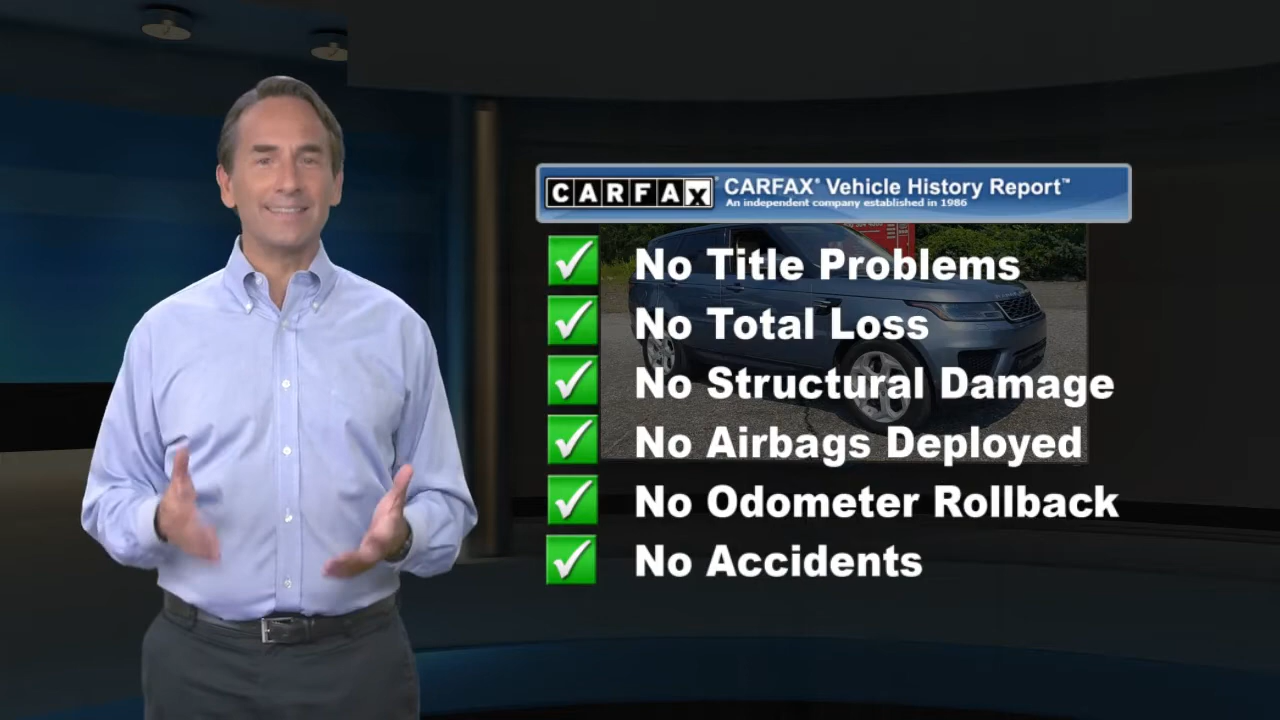 CARFAX® CARFAX® Vehicle History Report™
An independent company established in 1986
No Title Problems
No Total Loss
No Structural Damage
No Airbags Deployed
No Odometer Rollback
No Accidents